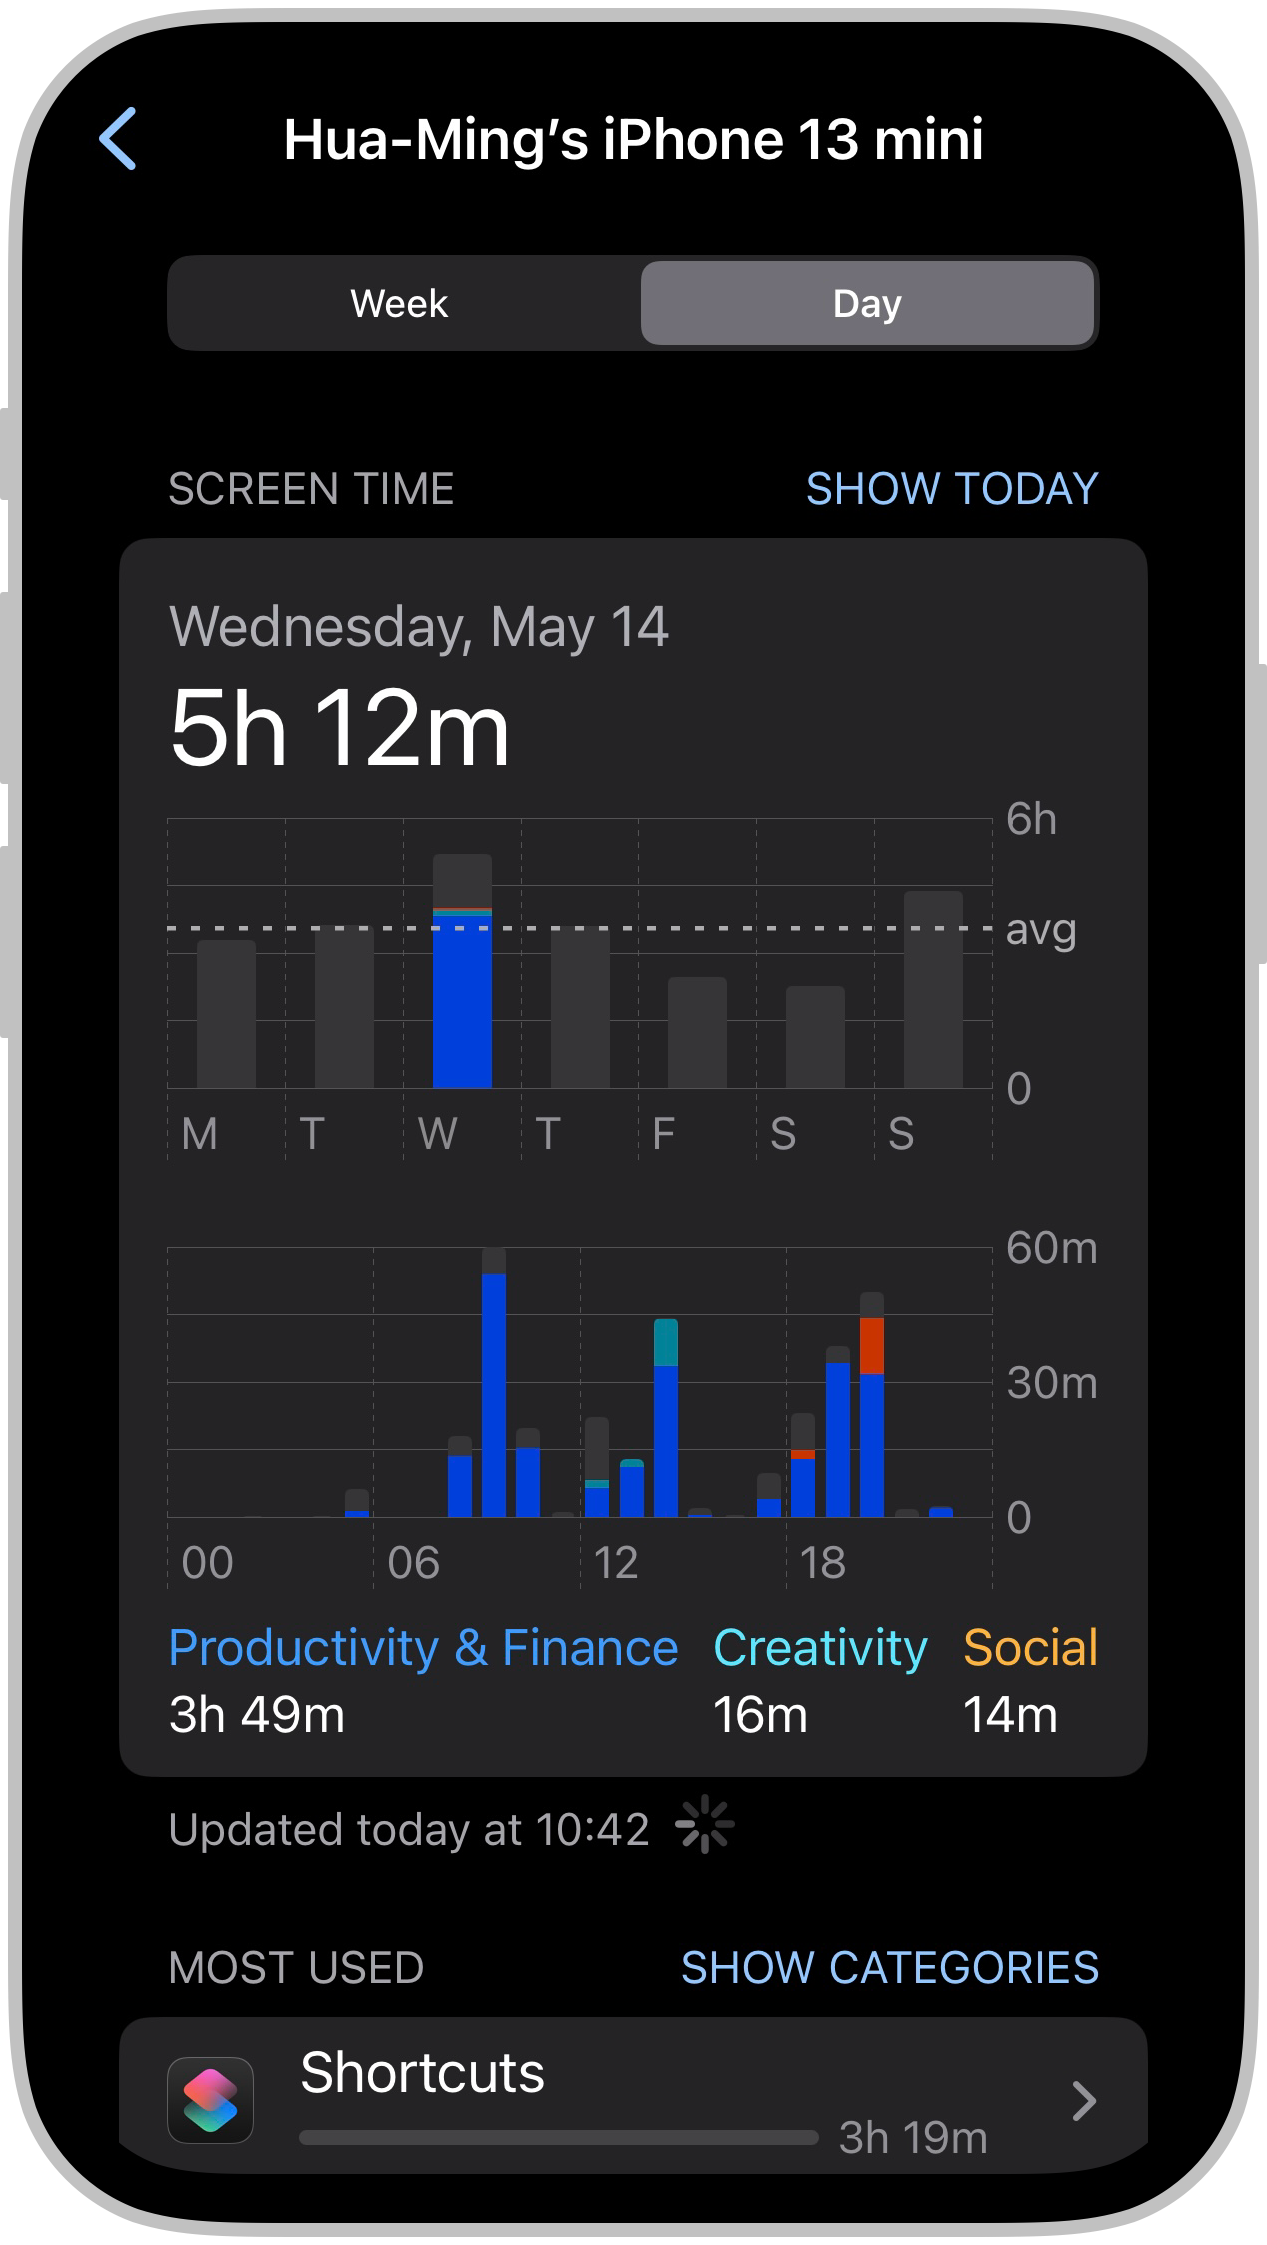 Hua-Ming’s iPhone 13 mini
Week Day
SCREEN TIME SHOW TODAY
Wednesday, May 14
5h 12m
6h
avg
0
M T W T F S S
60m
30m
0
00 06 12 18
Productivity & Finance Creativity Social
3h 49m 16m 14m
Updated today at 10:42
MOST USED SHOW CATEGORIES
Shortcuts
3h 19m